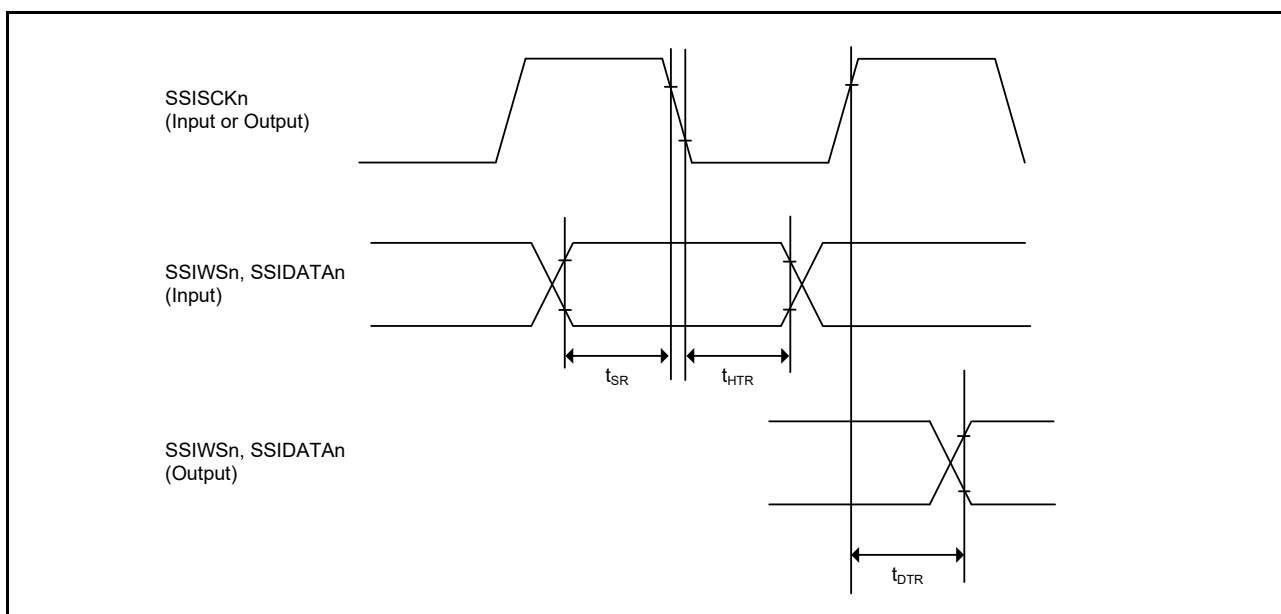 SSISCKn
(Input or Output)
SSIWSn, SSIDATAn
(Input)
tSR
tHTR
SSIWSn, SSIDATAn
(Output)
tDTR